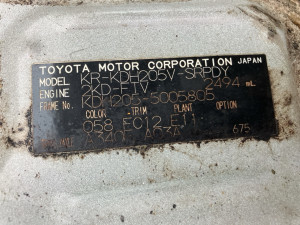 TOYOTA MOTOR CORPORATION JAPAN
MODEL KR-KDH205V-SRPDY
ENGINE 2KD-FTV 2494 mL
FRAME No. KDH205-5005805
COLOR TRIM PLANT OPTION
058 FC12 FJ1
675